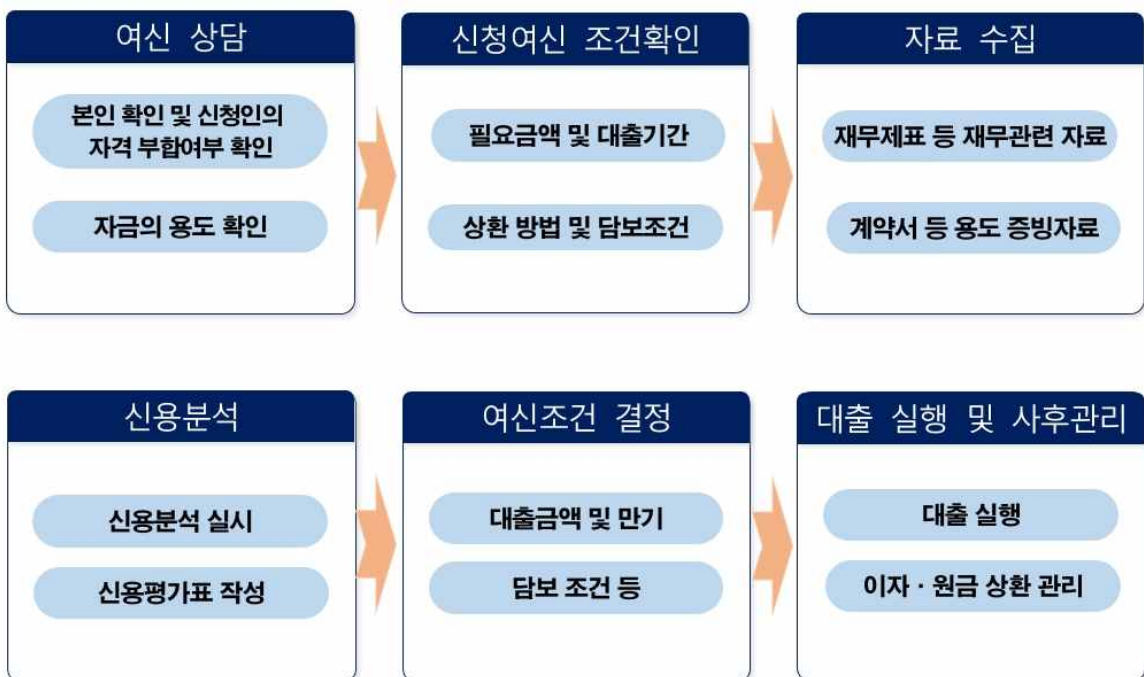 여신 상담
본인 확인 및 신청인의
자격 부합여부 확인
자금의 용도 확인
신청여신 조건확인
필요금액 및 대출기간
상환 방법 및 담보조건
자료 수집
재무제표 등 재무관련 자료
계약서 등 용도 증빙자료
신용분석
신용분석 실시
신용평가표 작성
여신조건 결정
대출금액 및 만기
담보 조건 등
대출 실행 및 사후관리
대출 실행
이자 · 원금 상환 관리